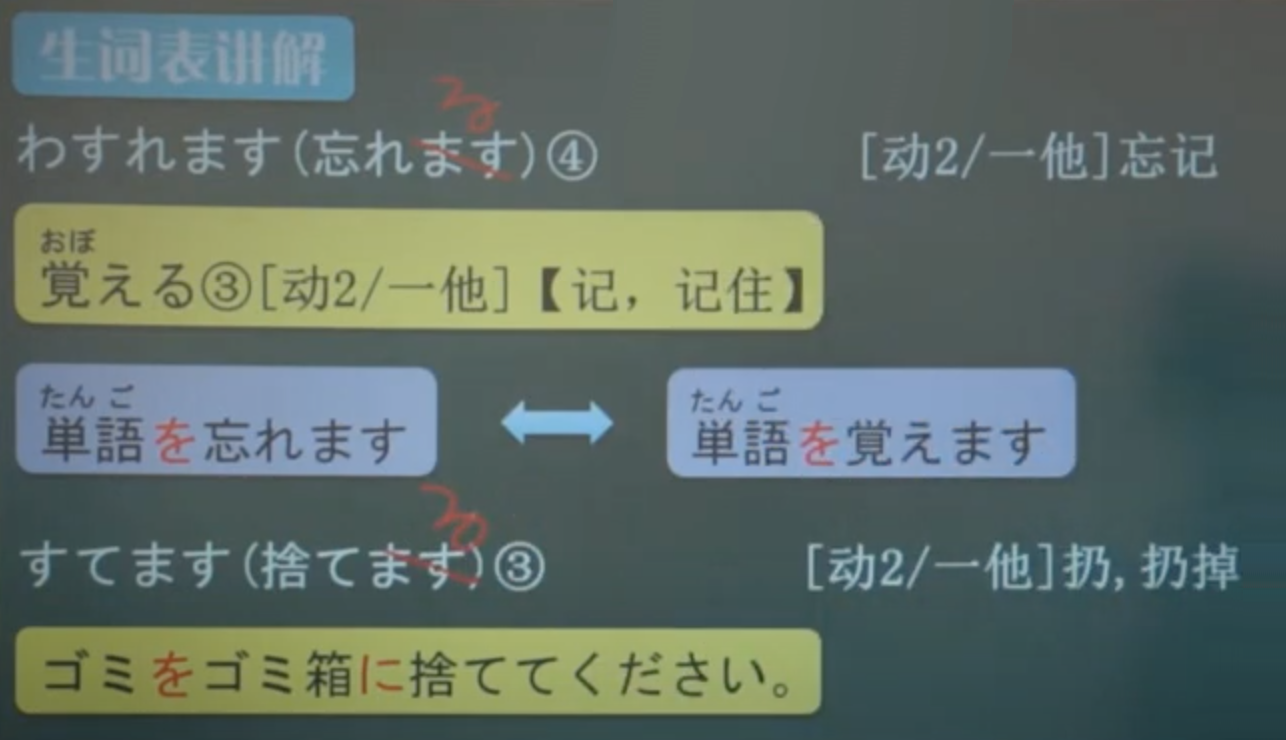 生词表讲解
る
わすれます(忘れます)④ [动2/一他]忘记
おぼ
覚える③[动2/一他]【记，记住】
たん ご たん ご
単語を忘れます 単語を覚えます
る
すてます(捨てます)③ [动2/一他]扔,扔掉
ゴミをゴミ箱に捨ててください。